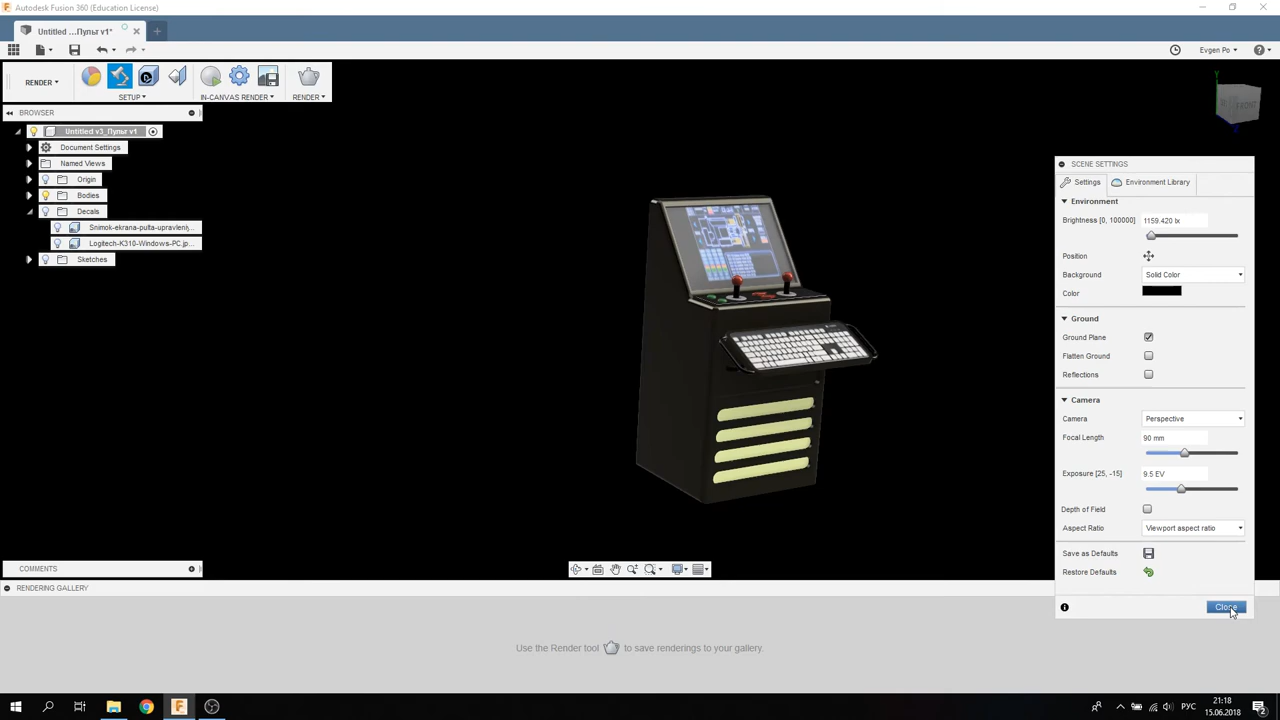 Autodesk Fusion 360 (Education License)
Untitled ...Пульт v1*
Evgen Po
RENDER
SETUP
IN-CANVAS RENDER
RENDER
BROWSER
Untitled v3_Пульт v1
Document Settings
Named Views
Origin
Bodies
Decals
Snimok-ekrana-pulta-upravleniy...
Logitech-K310-Windows-PC.jp...
Sketches
FRONT
SCENE SETTINGS
Settings
Environment Library
Environment
Brightness [0, 100000] 1159.420 lx
Position
Background Solid Color
Color
Ground
Ground Plane
Flatten Ground
Reflections
Camera
Camera Perspective
Focal Length 90 mm
Exposure [25, -15] 9.5 EV
Depth of Field
Aspect Ratio Viewport aspect ratio
Save as Defaults
Restore Defaults
Close
COMMENTS
RENDERING GALLERY
Use the Render tool to save renderings to your gallery.
РУС
21:18
15.06.2018
2